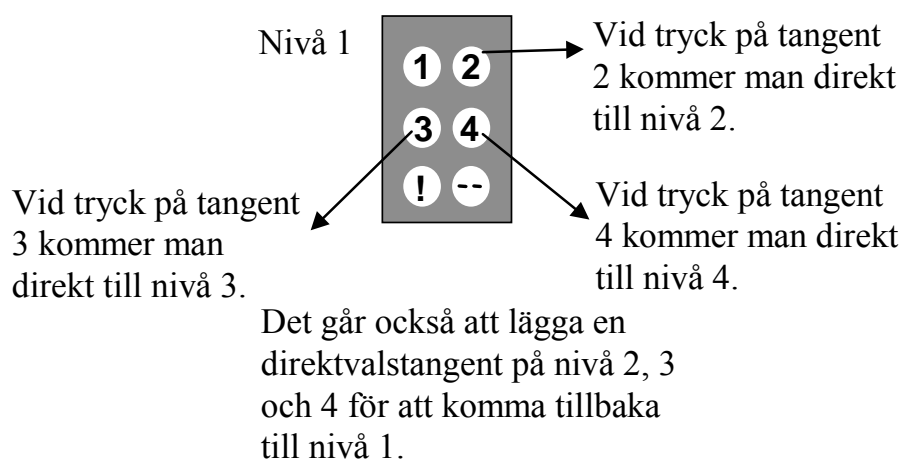 Nivå 1
1 2
3 4
! --
Vid tryck på tangent
2 kommer man direkt
till nivå 2.
Vid tryck på tangent
3 kommer man
direkt till nivå 3.
Vid tryck på tangent
4 kommer man direkt
till nivå 4.
Det går också att lägga en
direktvalstangent på nivå 2, 3
och 4 för att komma tillbaka
till nivå 1.